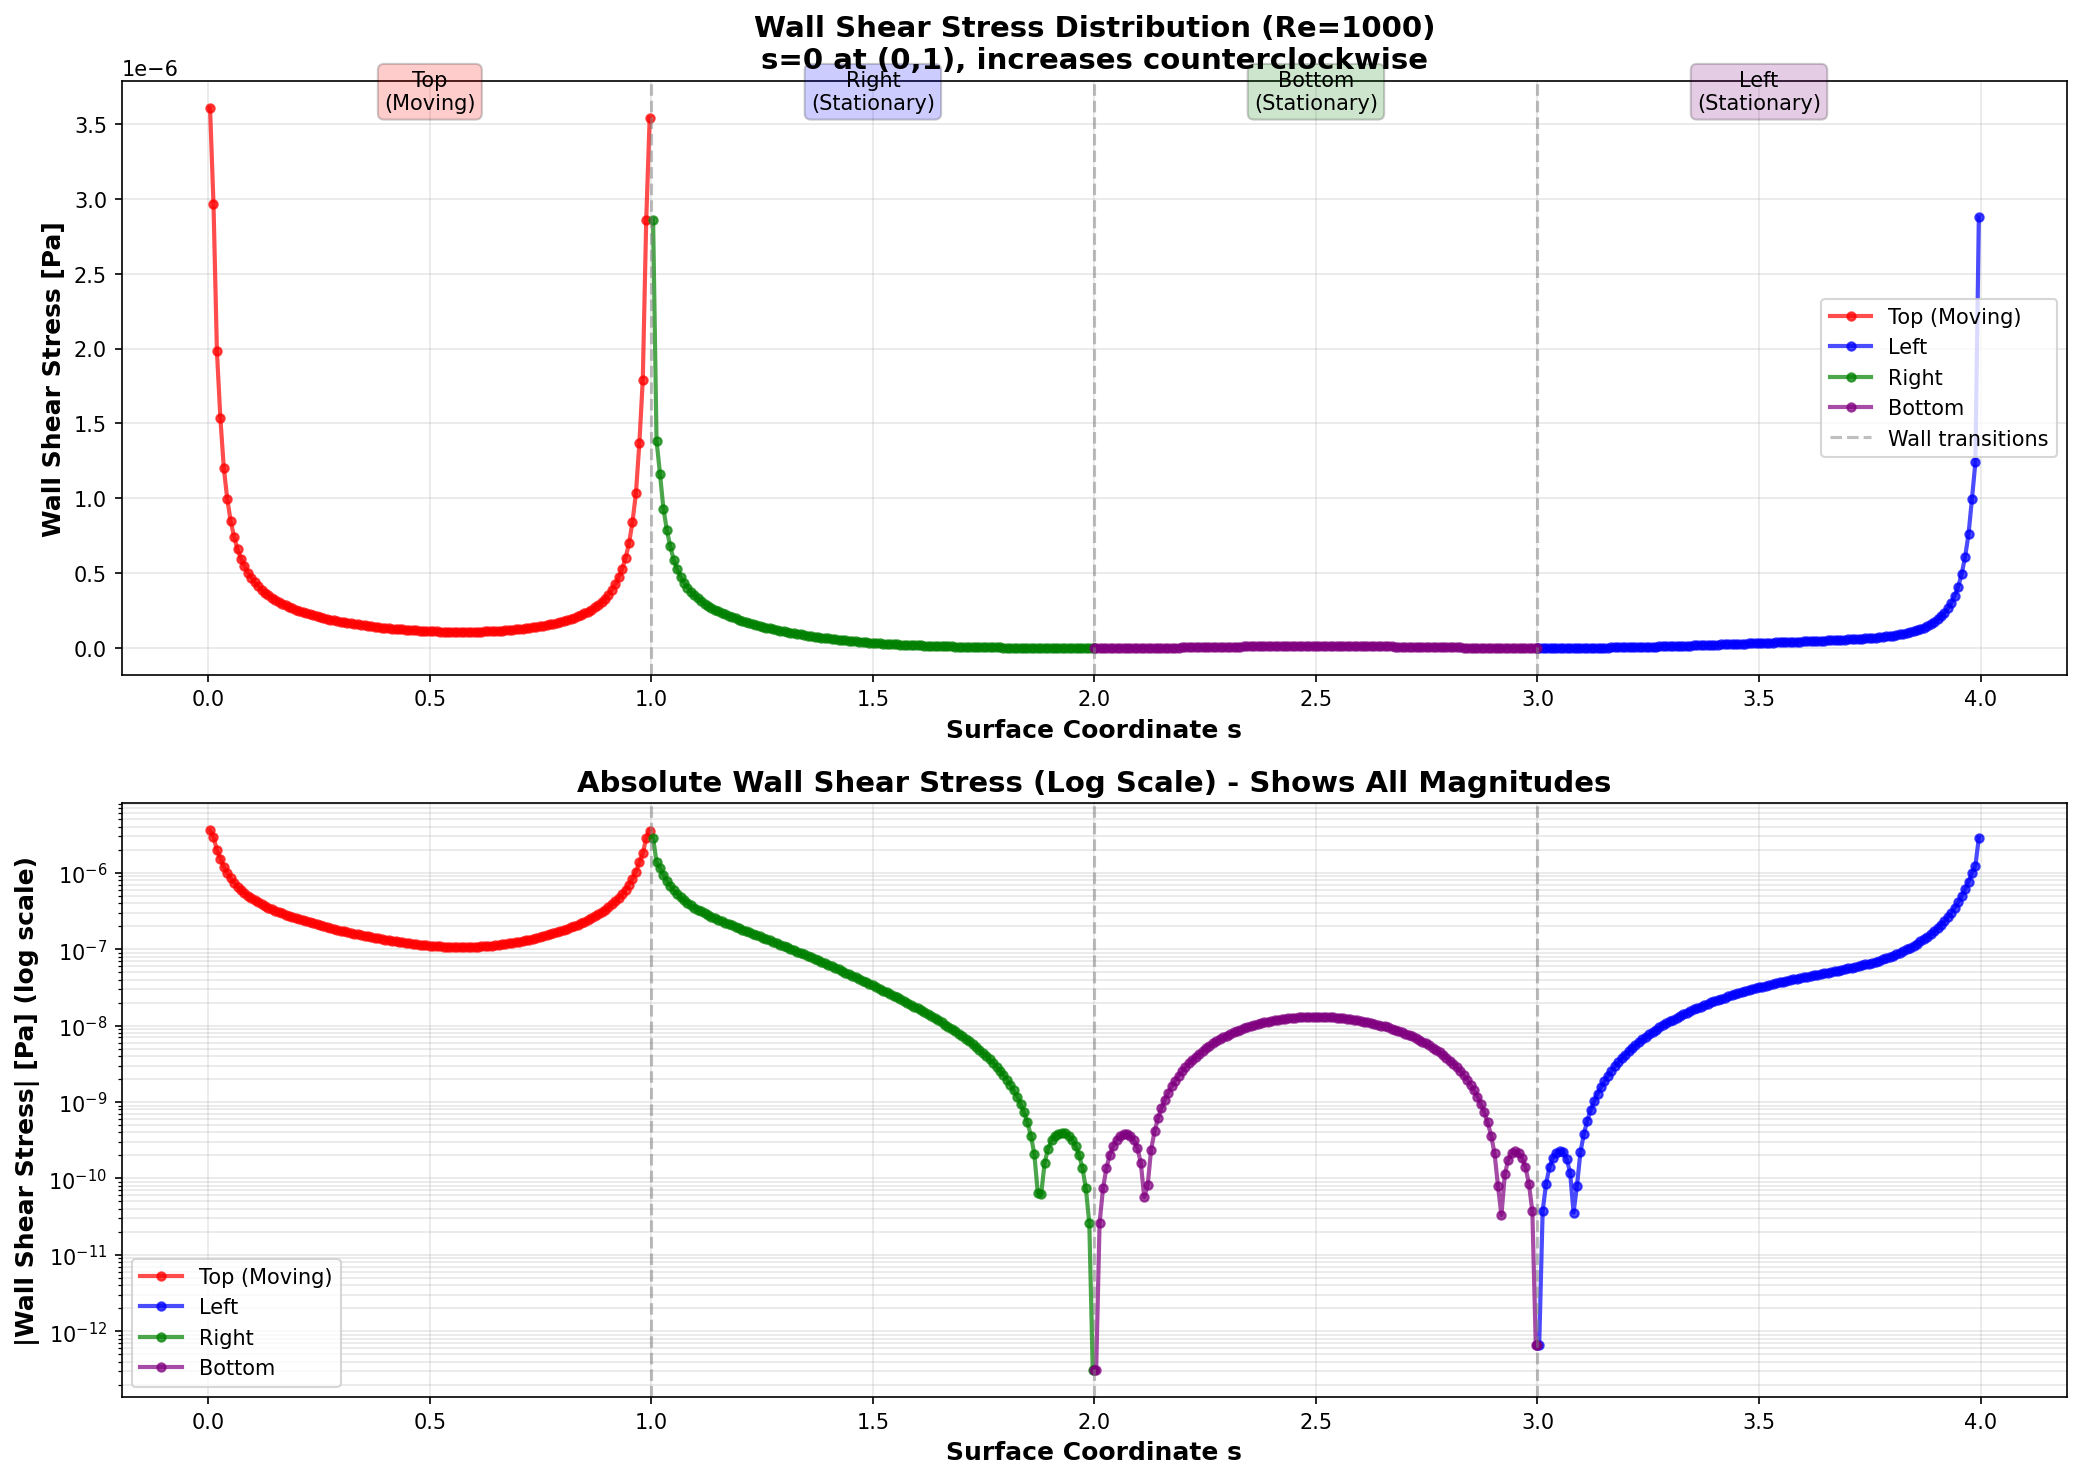 Wall Shear Stress Distribution (Re=1000)
s=0 at (0,1), increases counterclockwise
1e−6
Top
(Moving)
Right
(Stationary)
Bottom
(Stationary)
Left
(Stationary)
Wall Shear Stress [Pa]
3.5
3.0
2.5
2.0
1.5
1.0
0.5
0.0
Top (Moving)
Left
Right
Bottom
Wall transitions
0.0 0.5 1.0 1.5 2.0 2.5 3.0 3.5 4.0
Surface Coordinate s
Absolute Wall Shear Stress (Log Scale) - Shows All Magnitudes
|Wall Shear Stress| [Pa] (log scale)
10⁻⁶
10⁻⁷
10⁻⁸
10⁻⁹
10⁻¹⁰
10⁻¹¹
10⁻¹²
Top (Moving)
Left
Right
Bottom
0.0 0.5 1.0 1.5 2.0 2.5 3.0 3.5 4.0
Surface Coordinate s